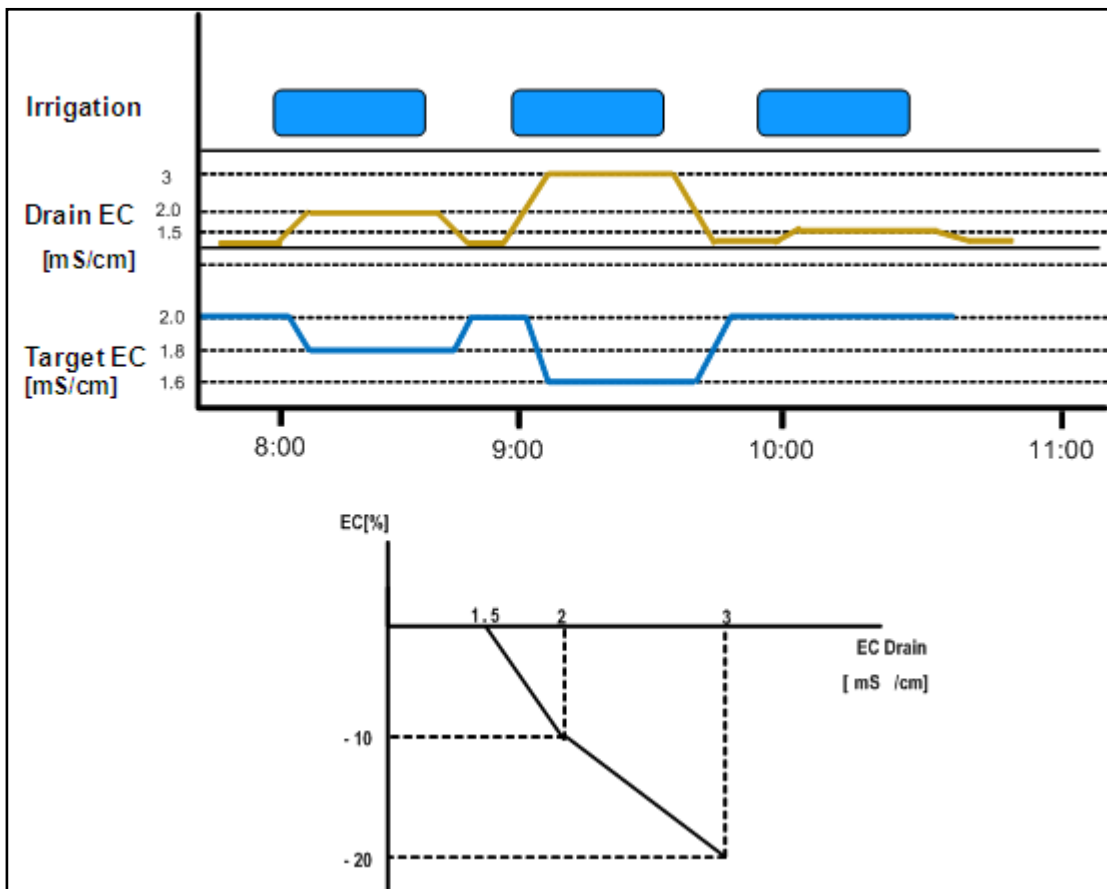 Irrigation
3
Drain EC
2.0
1.5
[mS/cm]
2.0
1.8
Target EC
[mS/cm]
1.6
8:00 9:00 10:00 11:00
EC[%]
1.5 2 3
EC Drain
[ mS /cm]
- 10
- 20